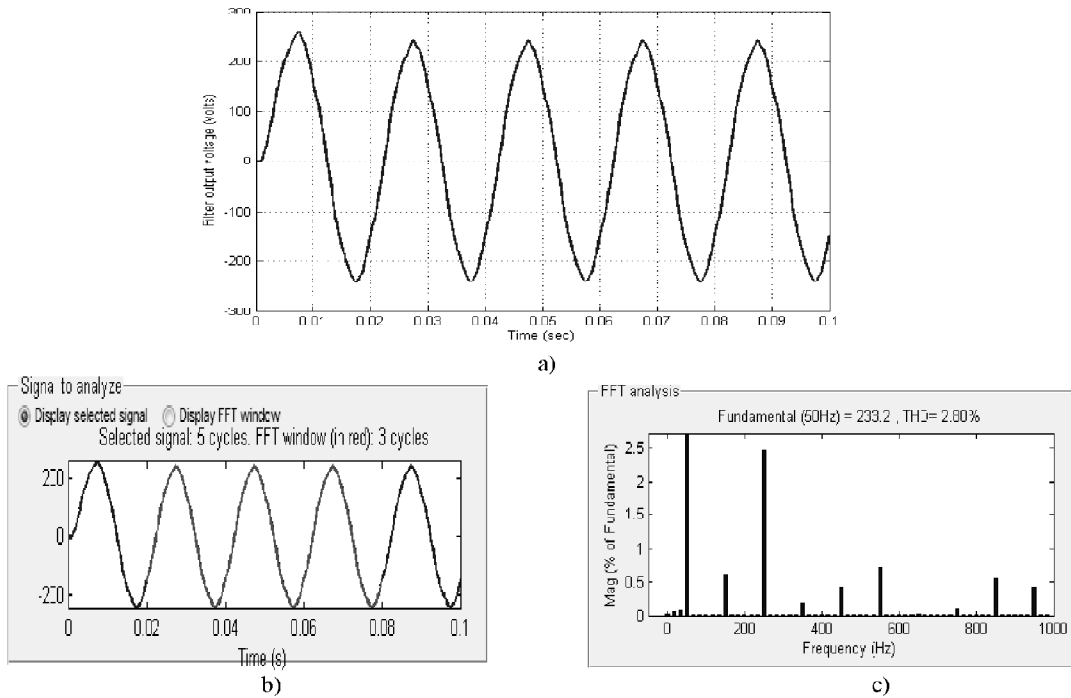 300
200
100
0
-100
-200
-300
Filter output voltage (volts)
0 0.01 0.02 0.03 0.04 0.05 0.06 0.07 0.08 0.09 0.1
Time (sec)
a)
Signal to analyze
Display selected signal Display FFT window
Selected signal: 5 cycles. FFT window (in red): 3 cycles
200
0
-200
0 0.02 0.04 0.06 0.08 0.1
Time (s)
b)
FFT analysis
Fundamental (50Hz) = 233.2 , THD= 2.80%
2.5
2
1.5
1
0.5
0
Mag (% of Fundamental)
0 200 400 600 800 1000
Frequency (Hz)
c)